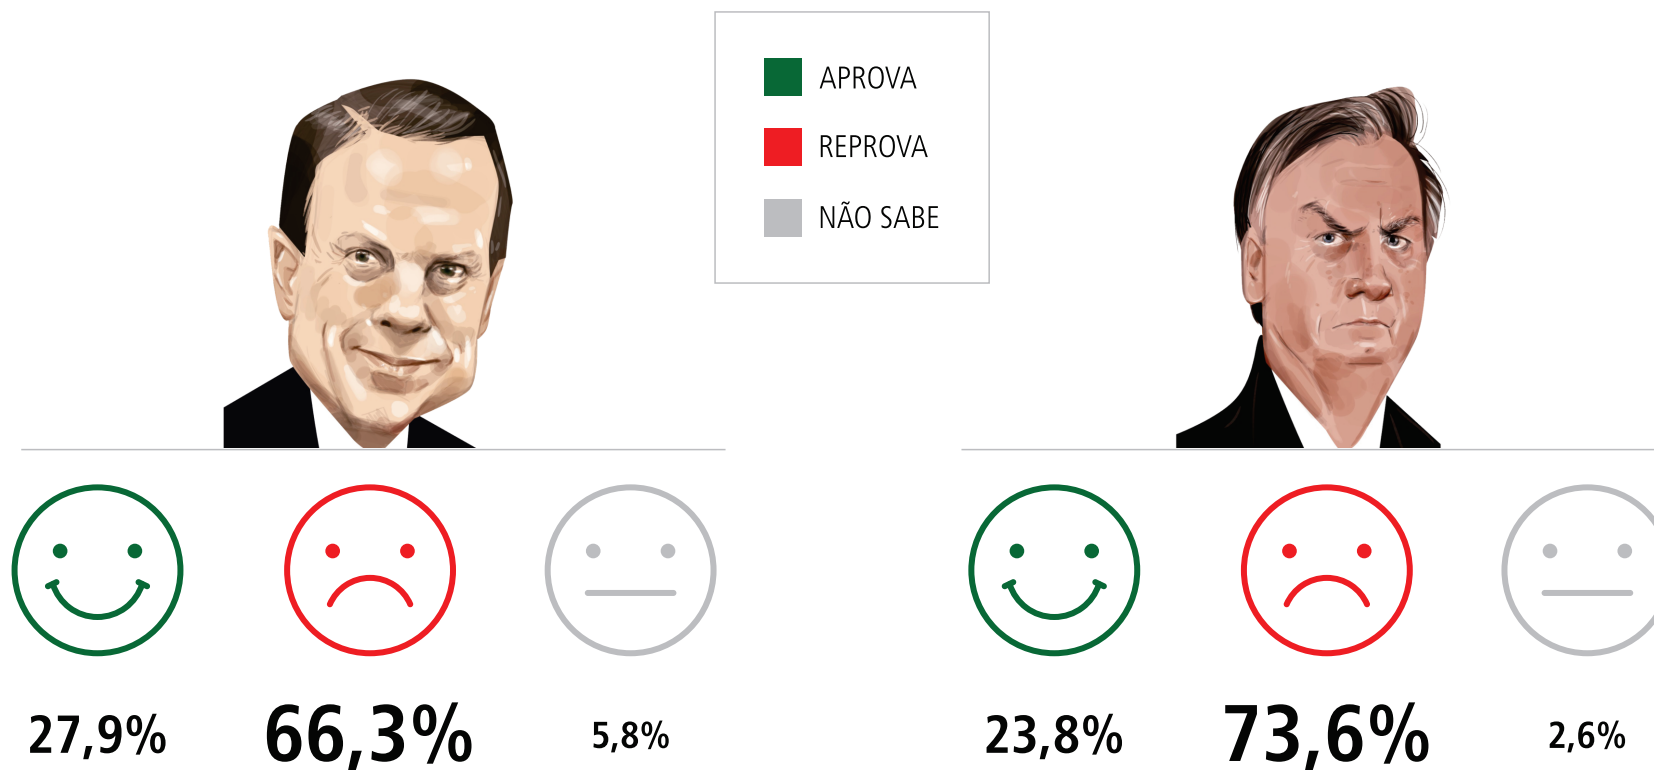 APROVA
REPROVA
NÃO SABE
27,9%
66,3%
5,8%
23,8%
73,6%
2,6%